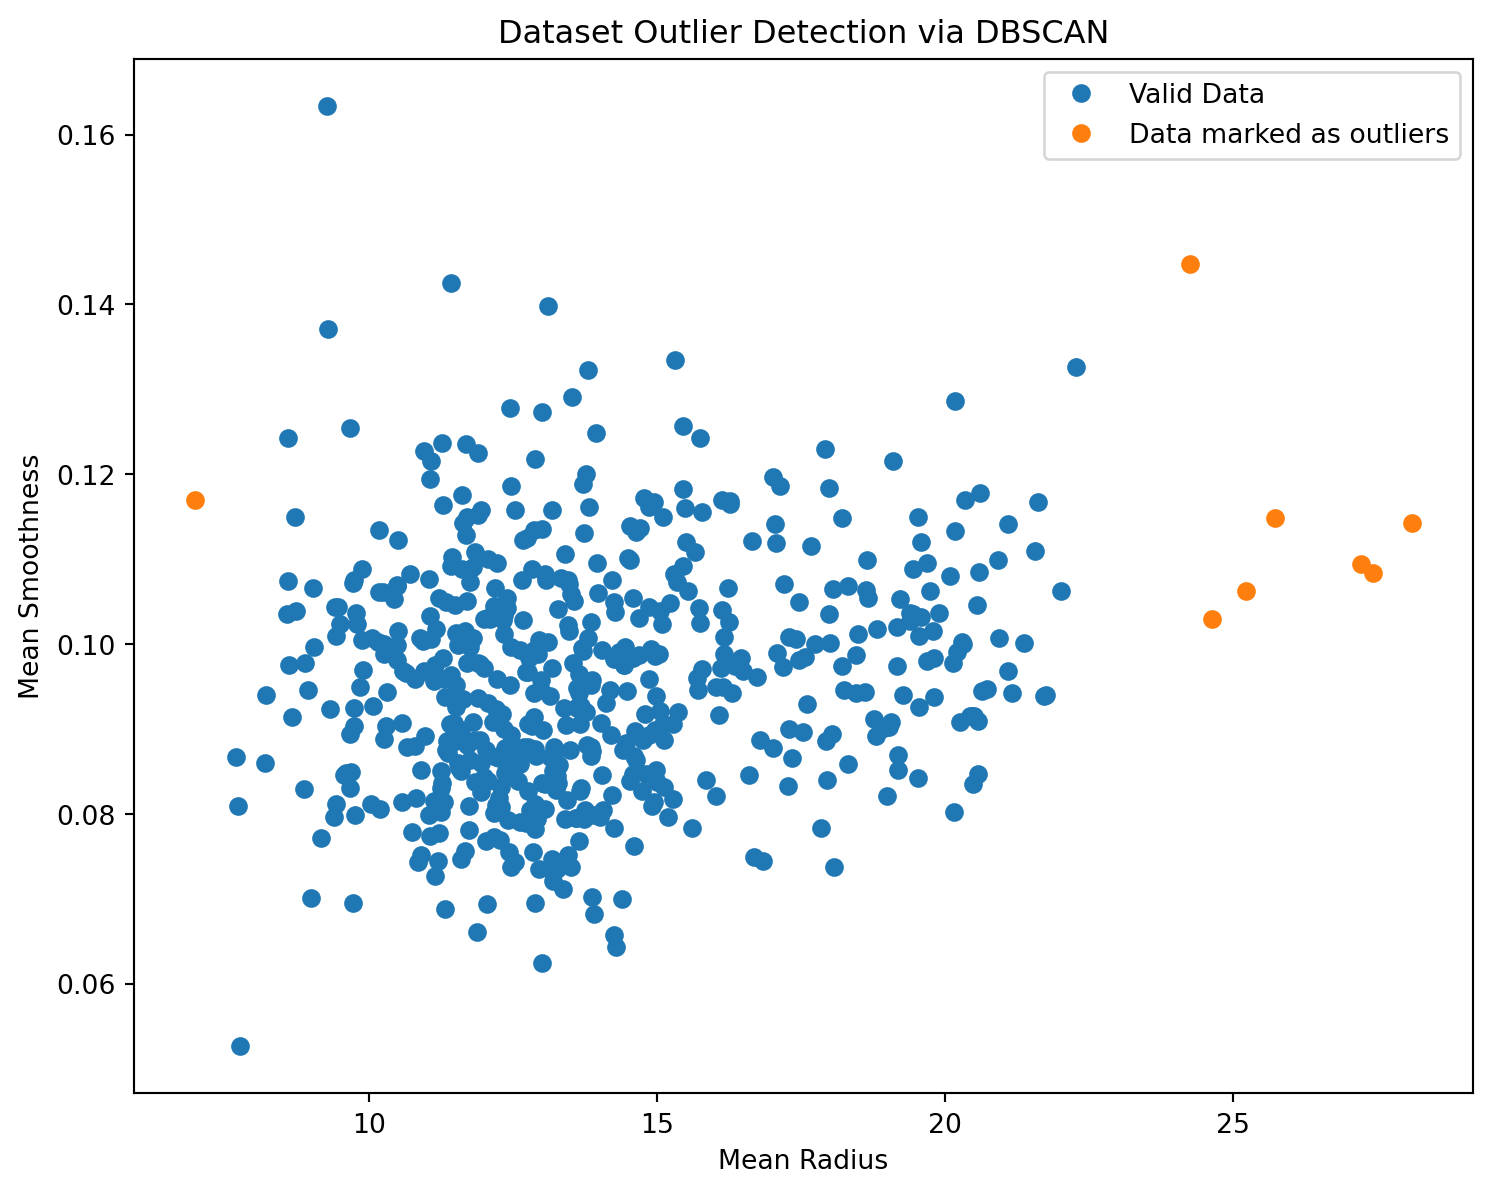 Dataset Outlier Detection via DBSCAN
Valid Data
Data marked as outliers
0.16
0.14
0.12
0.10
0.08
0.06
Mean Smoothness
10
15
20
25
Mean Radius